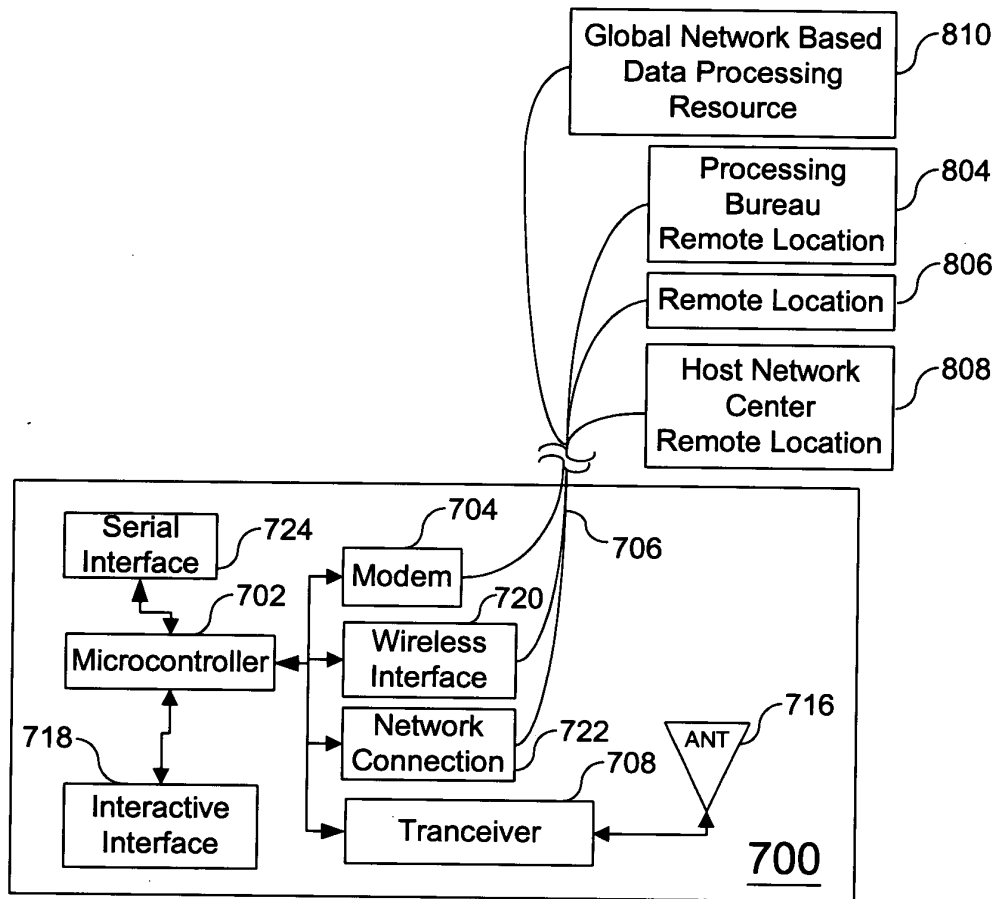 Global Network Based
Data Processing
Resource
810
Processing
Bureau
Remote Location
804
Remote Location
806
Host Network
Center
Remote Location
808
Serial
Interface
724
704
Modem
706
702
Microcontroller
720
Wireless
Interface
Network
Connection
722
716
ANT
718
Interactive
Interface
708
Tranceiver
700